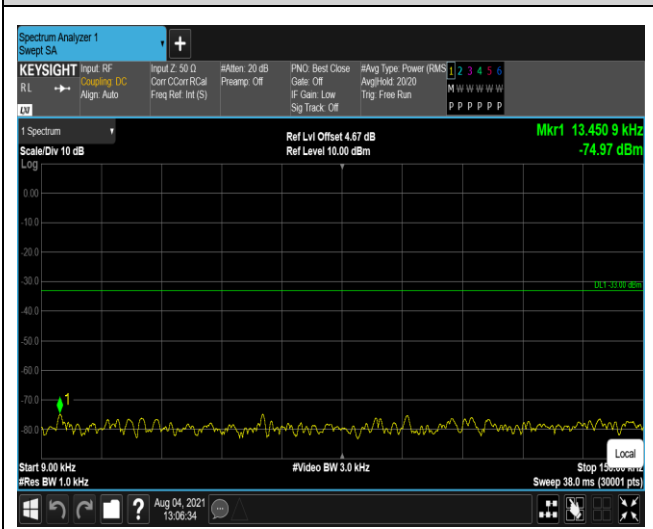 Spectrum Analyzer 1
Swept SA
+
KEYSIGHT Input: RF Input Z: 50 Ω #Atten: 20 dB PNO: Best Close #Avg Type: Power (RMS 1 2 3 4 5 6
RL Coupling: DC Corr CCorr RCal Preamp: Off Gate: Off Avg|Hold: 20/20 M W W W W W
Align: Auto Freq Ref: Int (S) IF Gain: Low Trig: Free Run
LXI Sig Track: Off P P P P P P
1 Spectrum Ref Lvl Offset 4.67 dB Mkr1 13.450 9 kHz
Scale/Div 10 dB Ref Level 10.00 dBm -74.97 dBm
Log
0.00
-10.0
-20.0
-30.0 DL1 -33.00 dBm
-40.0
-50.0
-60.0
-70.0 1
-80.0
Local
Start 9.00 kHz #Video BW 3.0 kHz Stop
#Res BW 1.0 kHz Sweep 38.0 ms (30001 pts)
? Aug 04, 2021
13:06:34